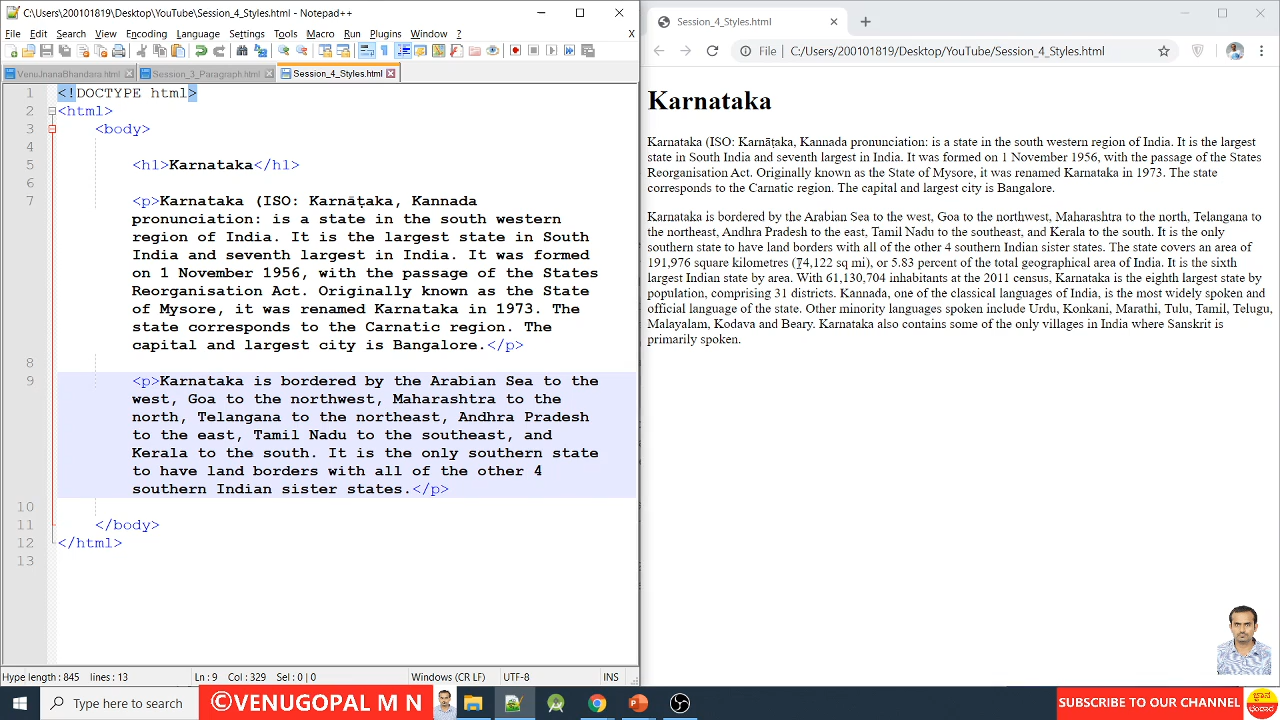 C:\Users\200101819\Desktop\YouTube\Session_4_Styles.html - Notepad++
File Edit Search View Encoding Language Settings Tools Macro Run Plugins Window ? X
VenuJnanaBhandara.html Session_3_Paragraph.html Session_4_Styles.html
1 <!DOCTYPE html>
2 <html>
3 <body>
4
5 <h1>Karnataka</h1>
6
7 <p>Karnataka (ISO: Karnāṭaka, Kannada
pronunciation: is a state in the south western
region of India. It is the largest state in South
India and seventh largest in India. It was formed
on 1 November 1956, with the passage of the States
Reorganisation Act. Originally known as the State
of Mysore, it was renamed Karnataka in 1973. The
state corresponds to the Carnatic region. The
capital and largest city is Bangalore.</p>
8
9 <p>Karnataka is bordered by the Arabian Sea to the
west, Goa to the northwest, Maharashtra to the
north, Telangana to the northeast, Andhra Pradesh
to the east, Tamil Nadu to the southeast, and
Kerala to the south. It is the only southern state
to have land borders with all of the other 4
southern Indian sister states.</p>
10
11 </body>
12 </html>
13
Hype length : 845 lines : 13 Ln : 9 Col : 329 Sel : 0 | 0 Windows (CR LF) UTF-8 INS
Session_4_Styles.html
File C:/Users/200101819/Desktop/YouTube/Session_4_Styles.html
Karnataka
Karnataka (ISO: Karnāṭaka, Kannada pronunciation: is a state in the south western region of India. It is the largest
state in South India and seventh largest in India. It was formed on 1 November 1956, with the passage of the States
Reorganisation Act. Originally known as the State of Mysore, it was renamed Karnataka in 1973. The state
corresponds to the Carnatic region. The capital and largest city is Bangalore.
Karnataka is bordered by the Arabian Sea to the west, Goa to the northwest, Maharashtra to the north, Telangana to
the northeast, Andhra Pradesh to the east, Tamil Nadu to the southeast, and Kerala to the south. It is the only
southern state to have land borders with all of the other 4 southern Indian sister states. The state covers an area of
191,976 square kilometres (74,122 sq mi), or 5.83 percent of the total geographical area of India. It is the sixth
largest Indian state by area. With 61,130,704 inhabitants at the 2011 census, Karnataka is the eighth largest state by
population, comprising 31 districts. Kannada, one of the classical languages of India, is the most widely spoken and
official language of the state. Other minority languages spoken include Urdu, Konkani, Marathi, Tulu, Tamil, Telugu,
Malayalam, Kodava and Beary. Karnataka also contains some of the only villages in India where Sanskrit is
primarily spoken.
Type here to search
©VENUGOPAL M N
SUBSCRIBE TO OUR CHANNEL
ಜ್ಞಾನ
ಭಂಡಾರ